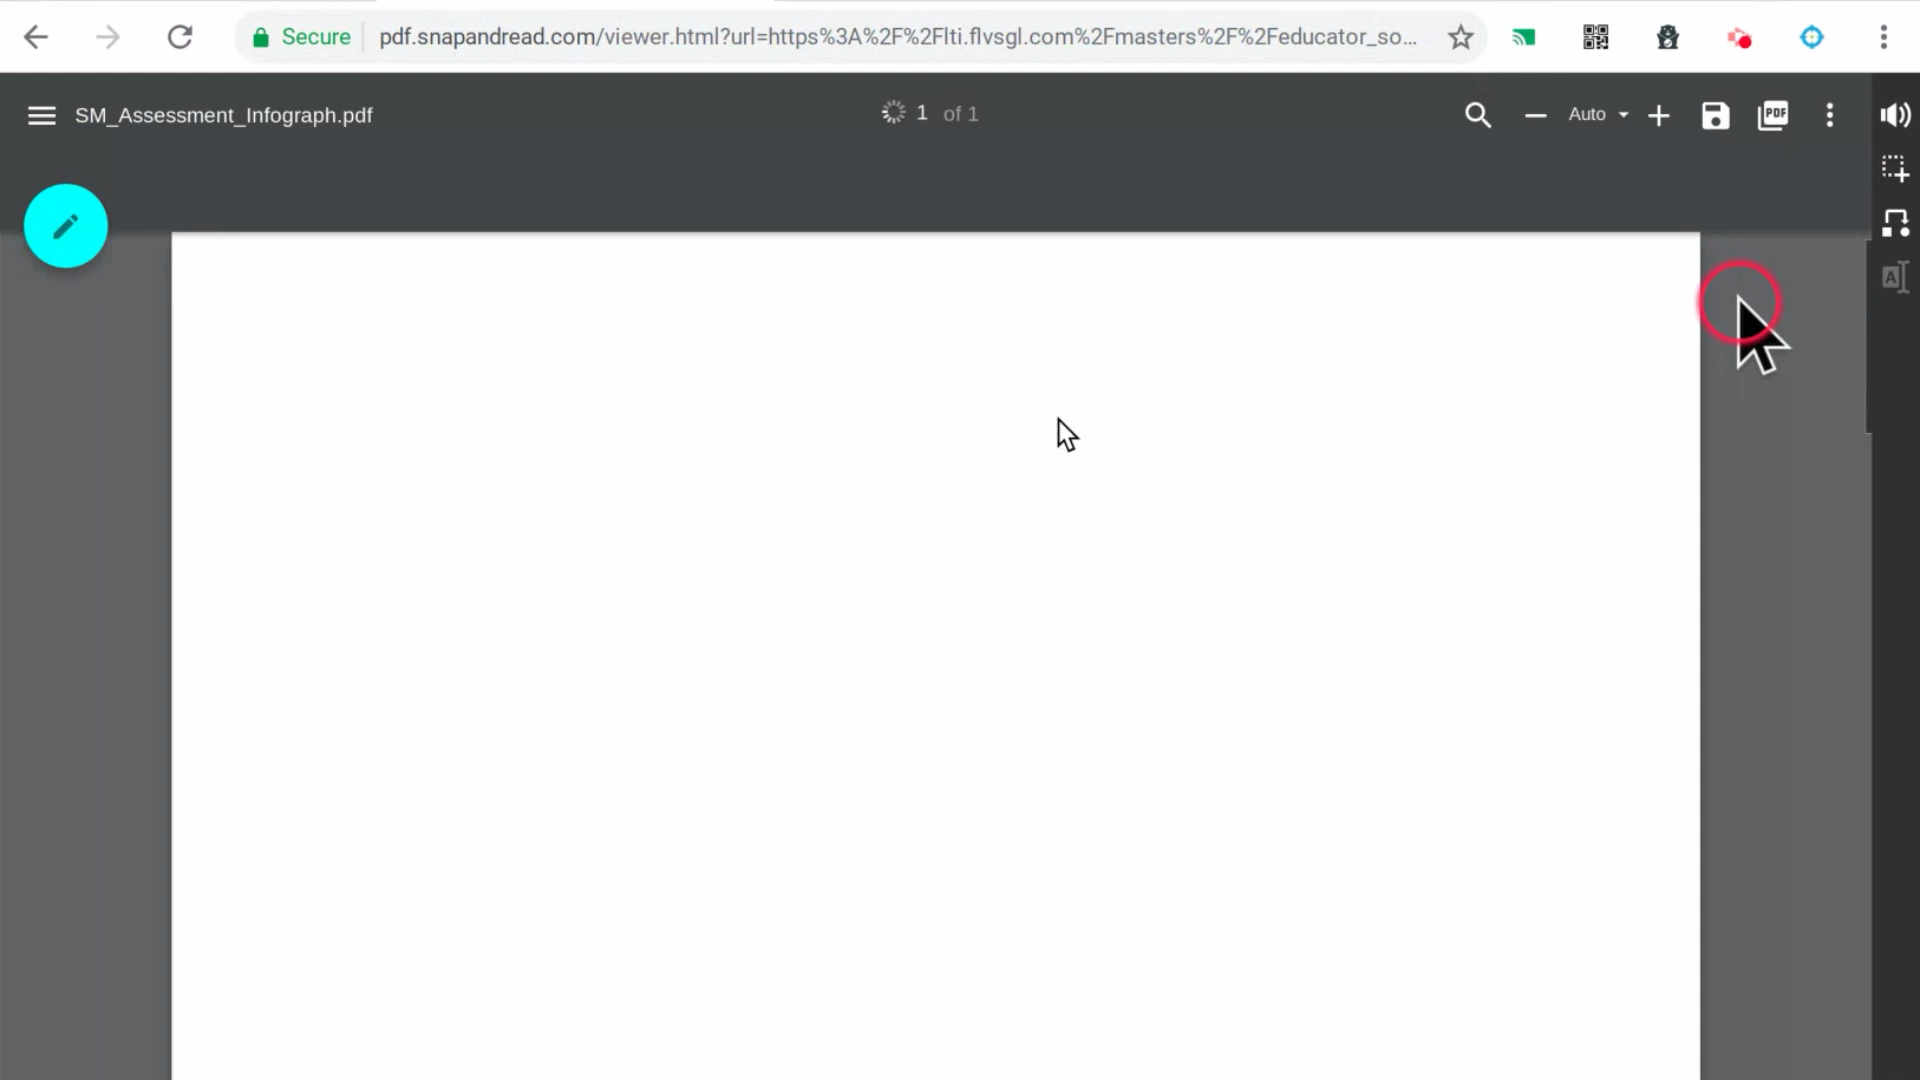 Secure pdf.snapandread.com/viewer.html?url=https%3A%2F%2Flti.flvsgl.com%2Fmasters%2F%2Feducator_so...
SM_Assessment_Infograph.pdf 1 of 1 Auto PDF
A